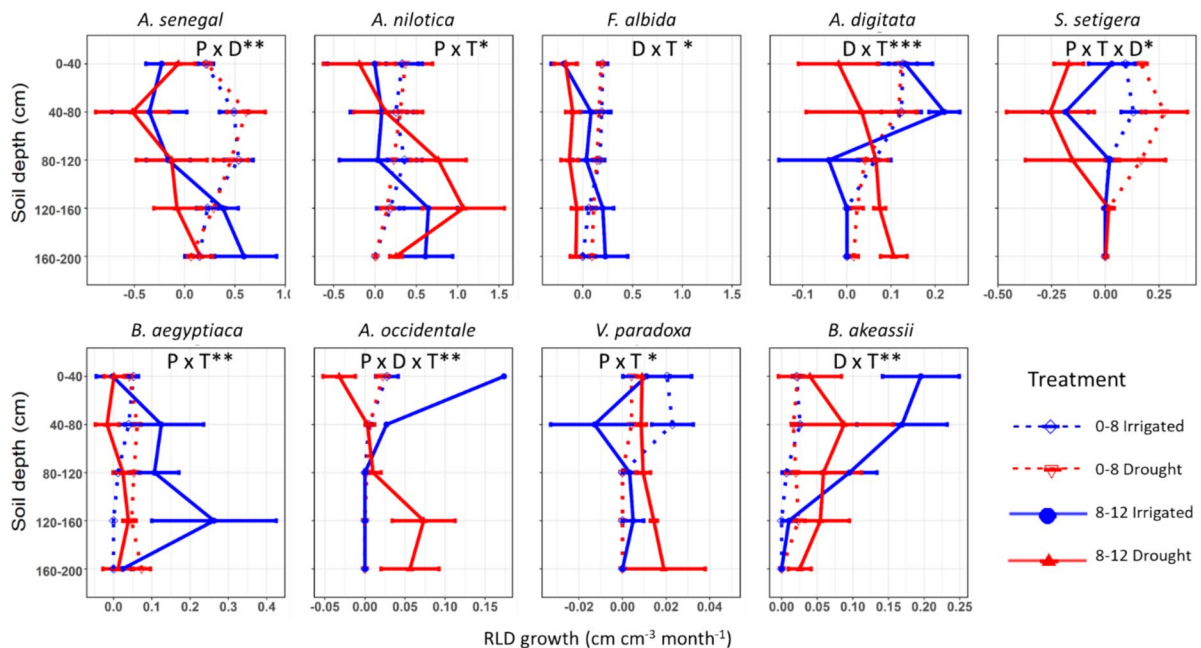 A. senegal A. nilotica F. albida A. digitata S. setigera
P x D** P x T* D x T * D x T*** P x T x D*
Soil depth (cm)
0-40
40-80
80-120
120-160
160-200
-0.5 0.0 0.5 1.0 -0.5 0.0 0.5 1.0 1.5 0.0 0.5 1.0 1.5 -0.1 0.0 0.1 0.2 -0.50 -0.25 0.00 0.25
B. aegyptiaca A. occidentale V. paradoxa B. akeassii
P x T** P x D x T** P x T * D x T**
Soil depth (cm)
0-40
40-80
80-120
120-160
160-200
0.0 0.1 0.2 0.3 0.4 -0.05 0.00 0.05 0.10 0.15 -0.02 0.00 0.02 0.04 0.00 0.05 0.10 0.15 0.20 0.25
RLD growth (cm cm⁻³ month⁻¹)
Treatment
0-8 Irrigated
0-8 Drought
8-12 Irrigated
8-12 Drought